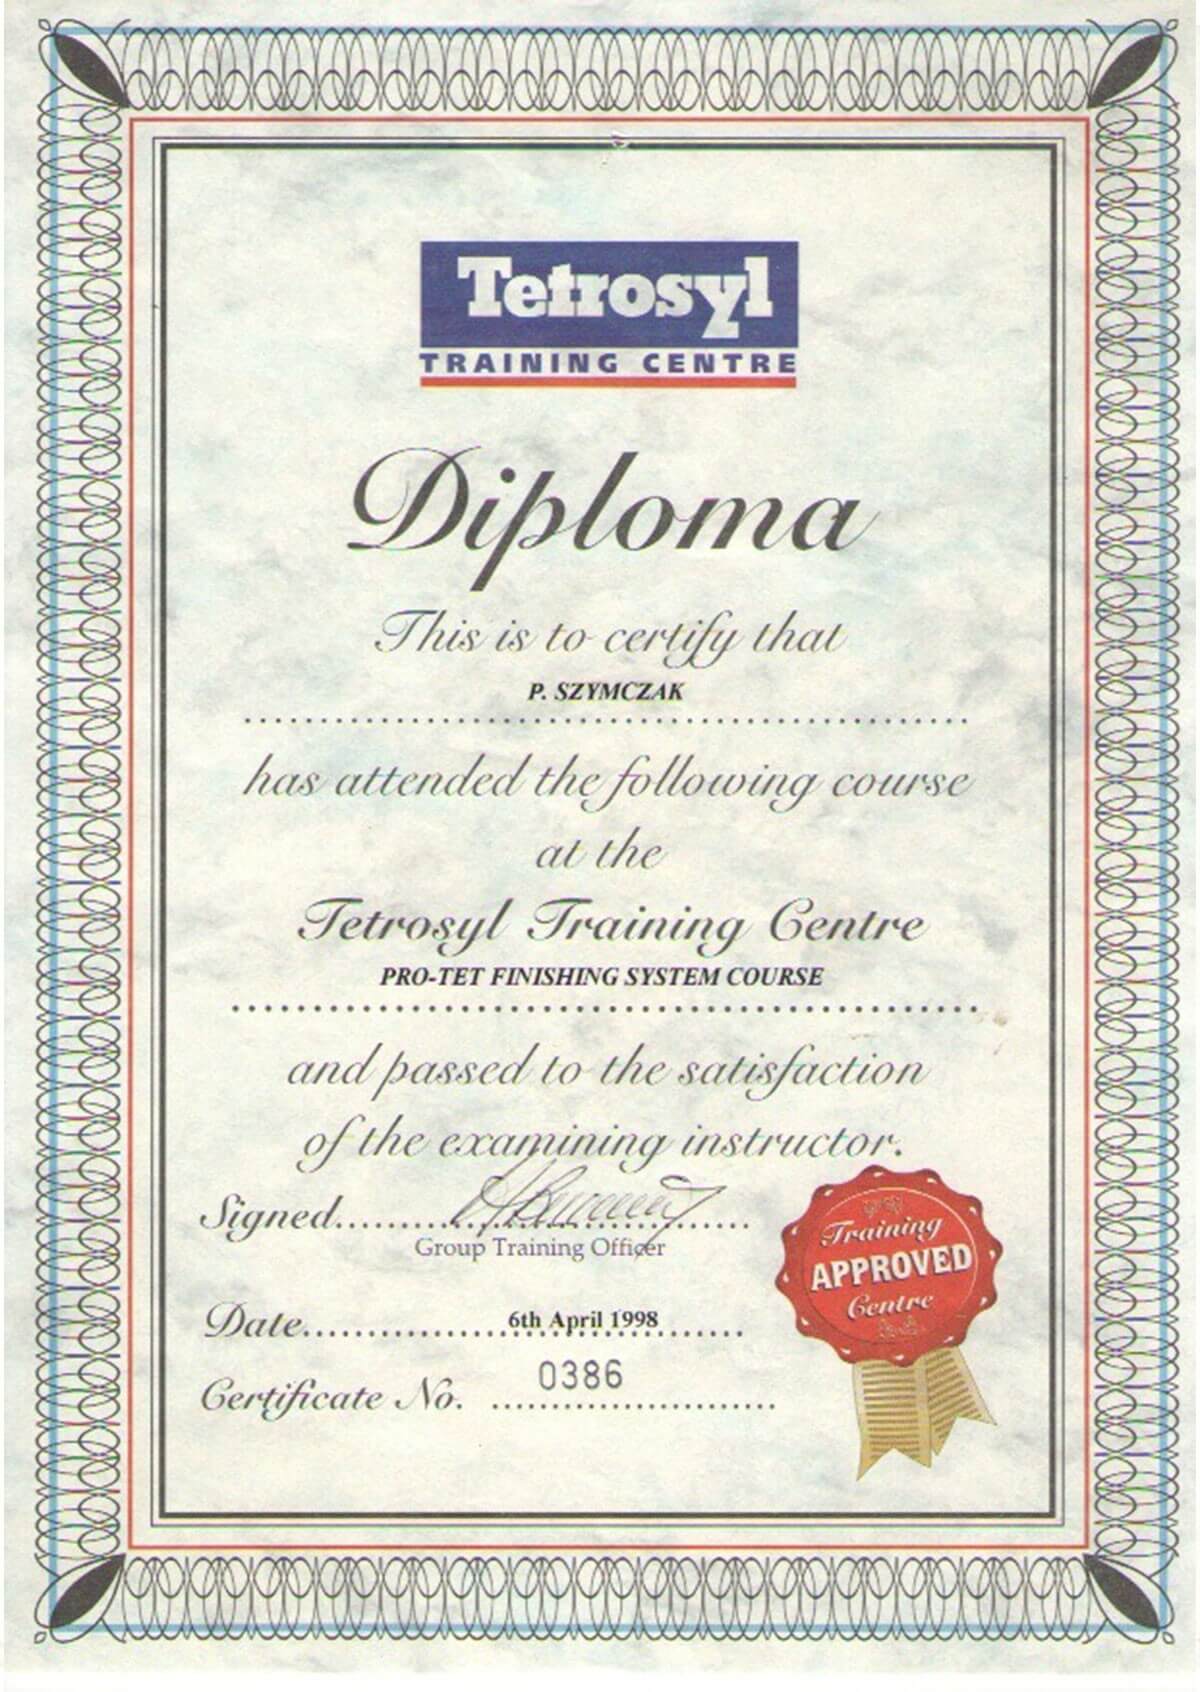 Tetrosyl
TRAINING CENTRE
Diploma
This is to certify that
P. SZYMCZAK
has attended the following course
at the
Tetrosyl Training Centre
PRO-TET FINISHING SYSTEM COURSE
and passed to the satisfaction
of the examining instructor.
Signed
Group Training Officer
Training
APPROVED
Centre
Date 6th April 1998
Certificate No. 0386